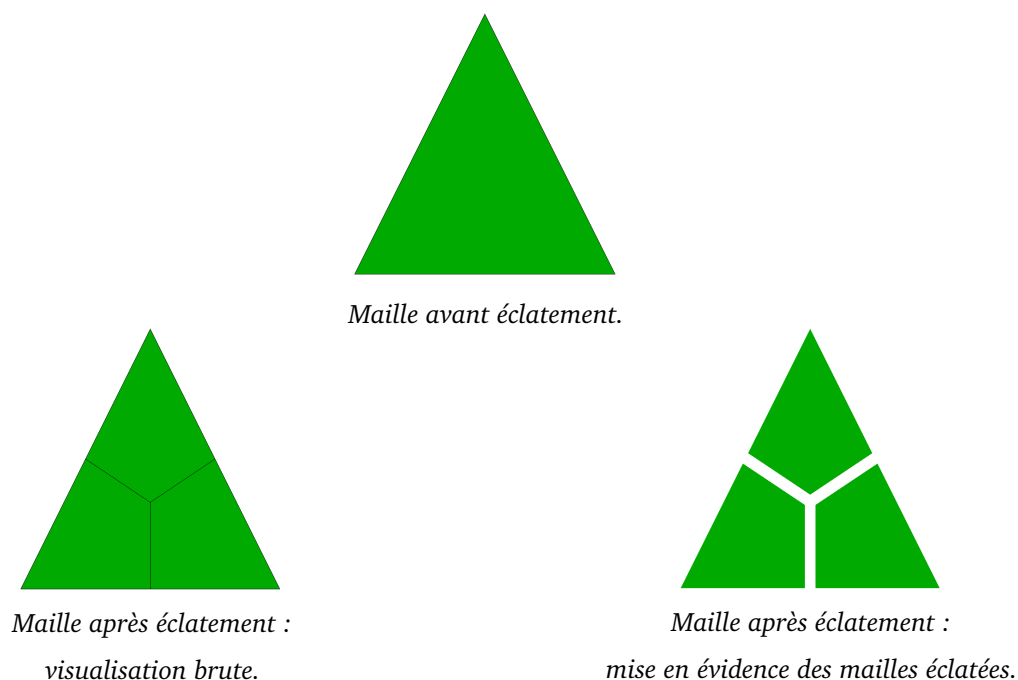 Maille avant éclatement.
Maille après éclatement :
visualisation brute.
Maille après éclatement :
mise en évidence des mailles éclatées.